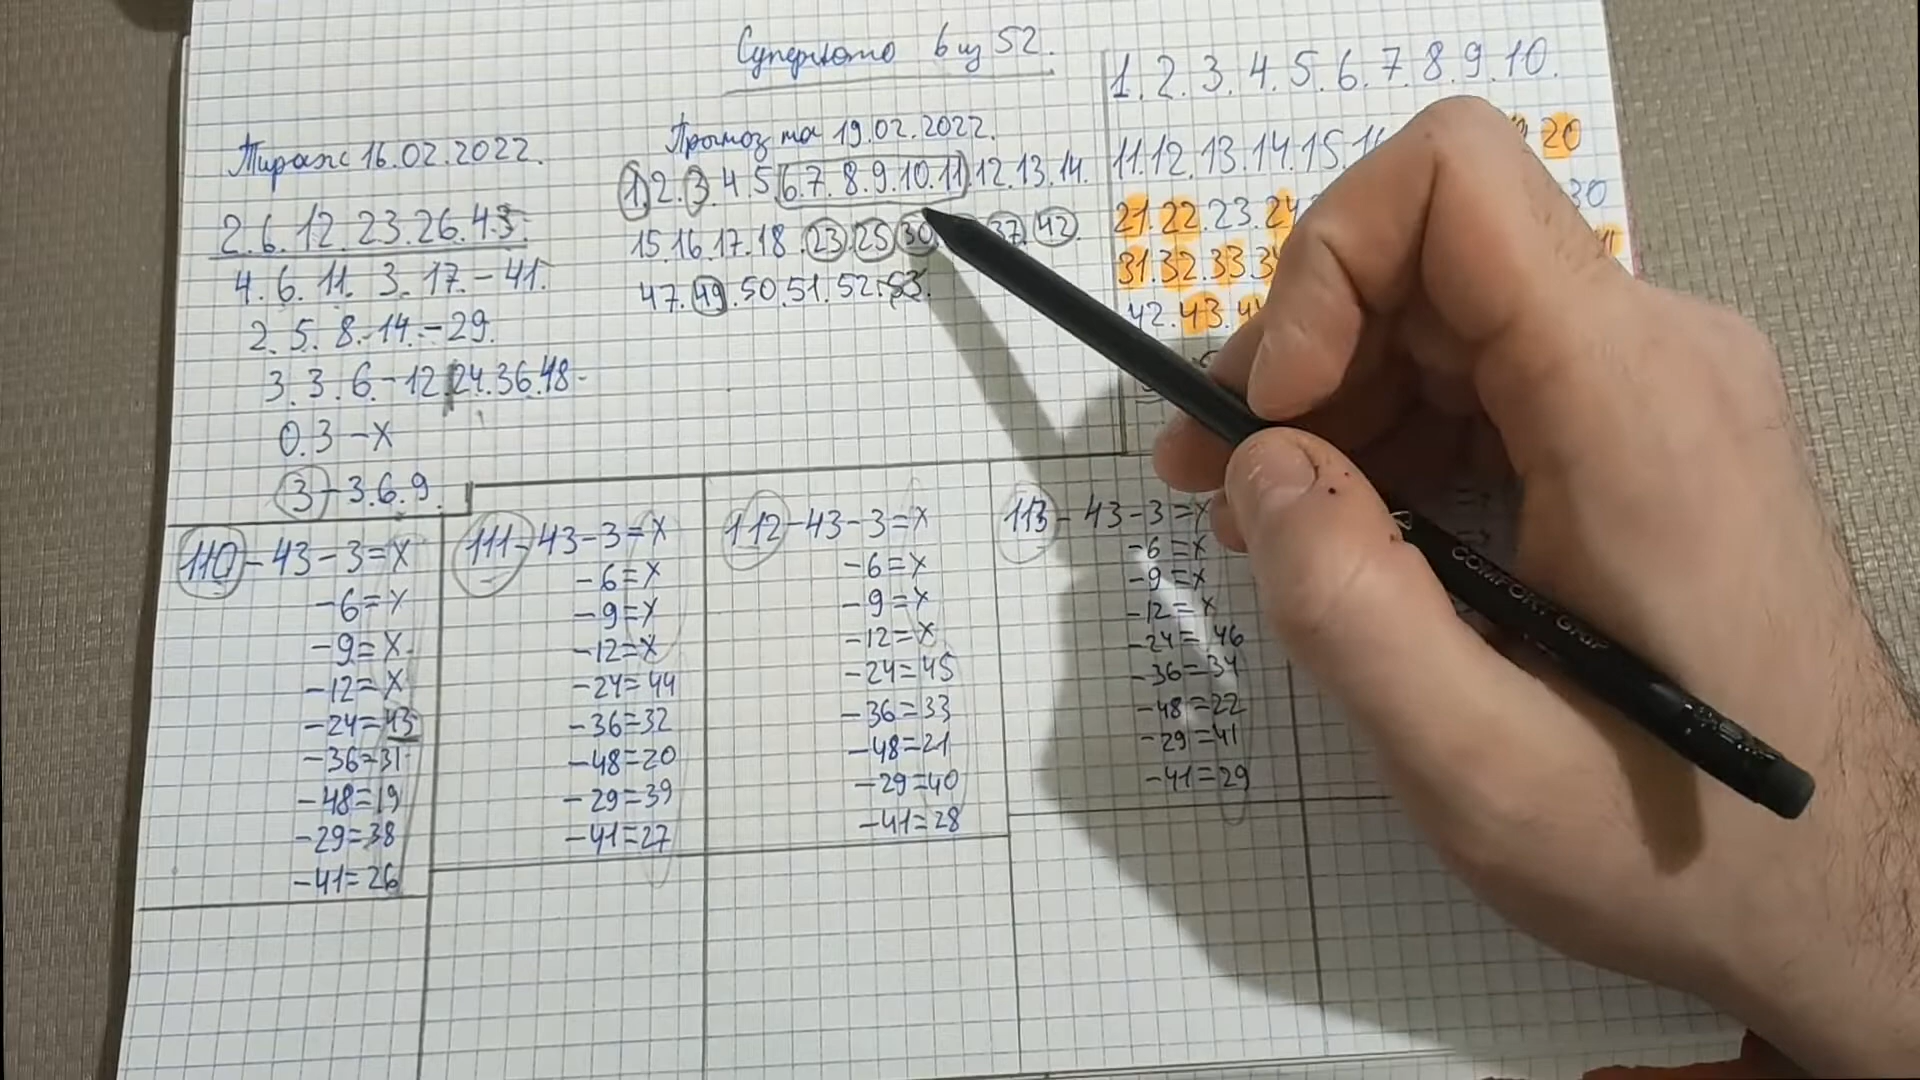 Суперлото 6 из 52.
Тираж 16.02.2022.
2.6.12.23.26.43.
4.6.11.3.17.-41.
2.5.8.-14.-29.
3.3.6-12.24.36.48-
0.3-х
3-3.6.9.
Прогноз на 19.02.2022.
1.2.3.4.5.6.7.8.9.10.11.12.13.14.
15.16.17.18.23.25.30. 37.42.
47.49.50.51.52.53.
1.2.3.4.5.6.7.8.9.10.
11.12.13.14.15.16 20
21.22.23.24 30
31.32.33.34
42.43.44
110-43-3=х
-6=х
-9=х
-12=х
-24=43
-36=31
-48=19
-29=38
-41=26
111-43-3=х
-6=х
-9=х
-12=х
-24=44
-36=32
-48=20
-29=39
-41=27
112-43-3=х
-6=х
-9=х
-12=х
-24=45
-36=33
-48=21
-29=40
-41=28
113-43-3=х
-6=х
-9=х
-12=х
-24=46
-36=34
-48=22
-29=41
-41=29
COMFORT GRIP